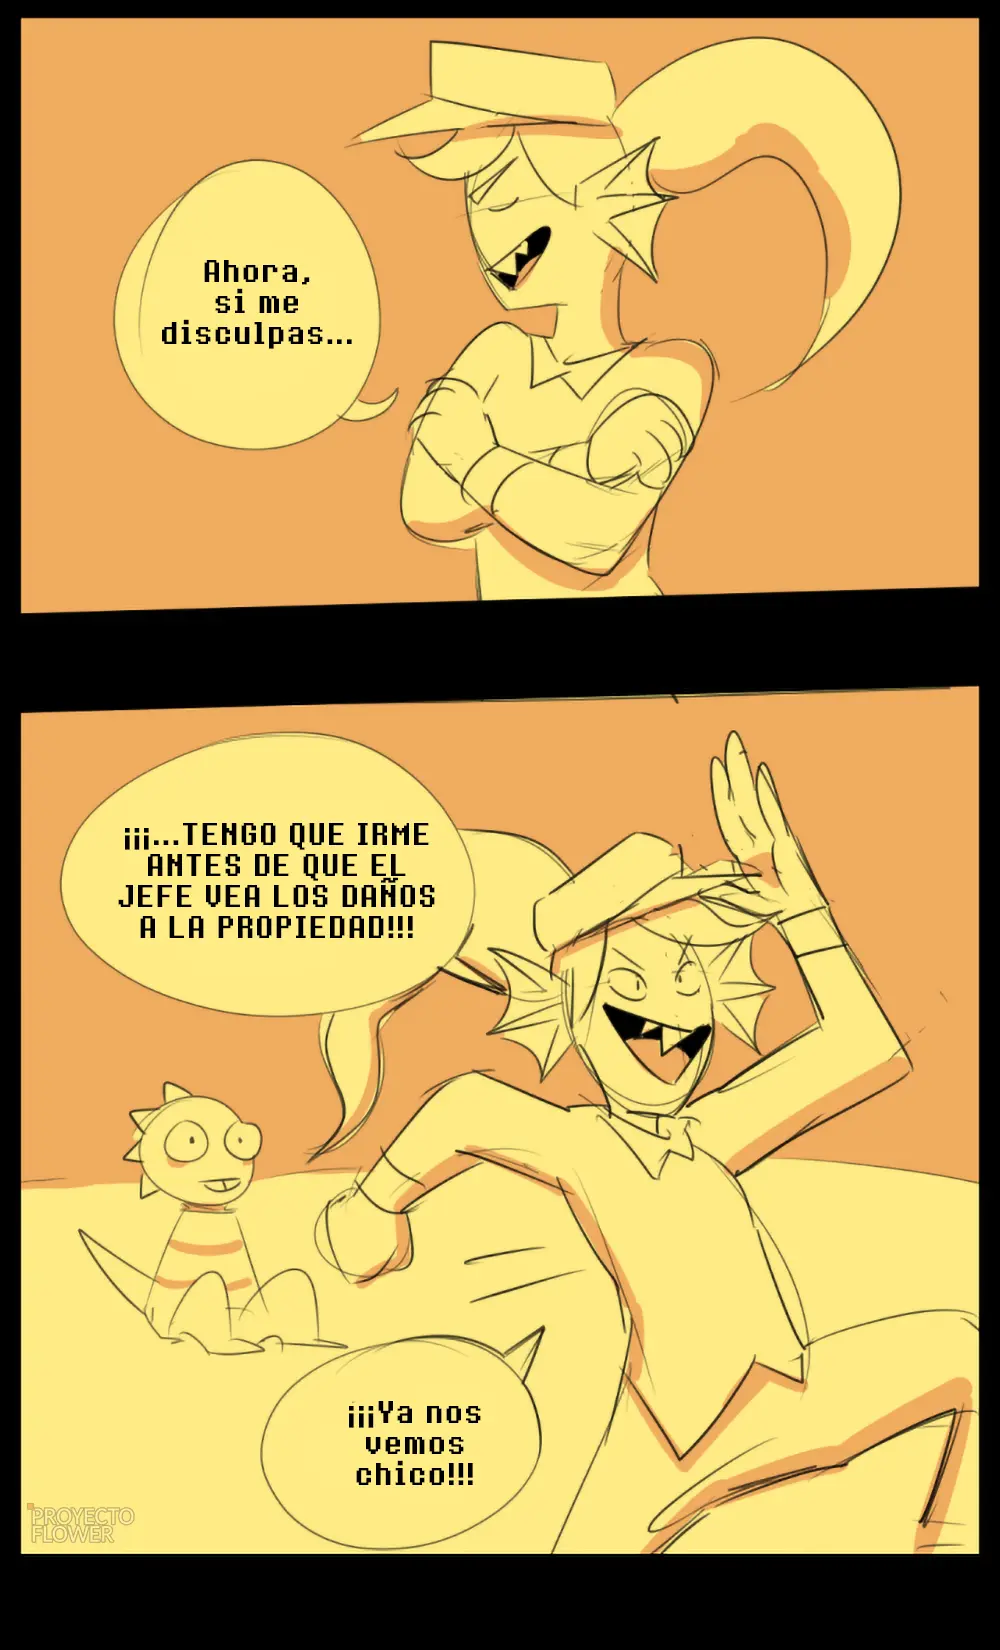 Ahora,
si me
disculpas...
¡¡¡...TENGO QUE IRME
ANTES DE QUE EL
JEFE VEA LOS DAÑOS
A LA PROPIEDAD!!!
¡¡¡Ya nos
vemos
chico!!!
PROYECTO
FLOWER